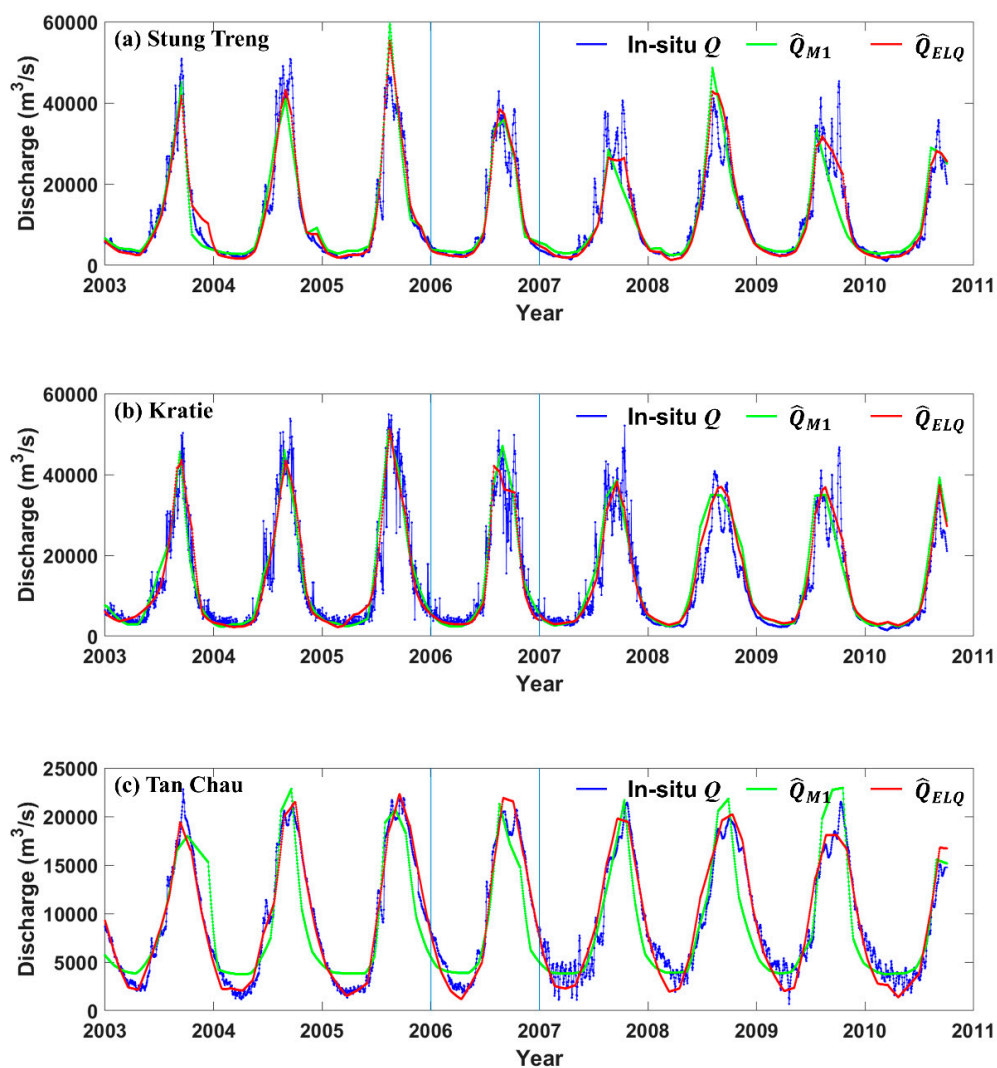 60000
(a) Stung Treng
In-situ Q
Q̂M1
Q̂ELQ
40000
20000
0
Discharge (m³/s)
2003 2004 2005 2006 2007 2008 2009 2010 2011
Year
60000
(b) Kratie
In-situ Q
Q̂M1
Q̂ELQ
40000
20000
0
Discharge (m³/s)
2003 2004 2005 2006 2007 2008 2009 2010 2011
Year
25000
(c) Tan Chau
In-situ Q
Q̂M1
Q̂ELQ
20000
15000
10000
5000
0
Discharge (m³/s)
2003 2004 2005 2006 2007 2008 2009 2010 2011
Year